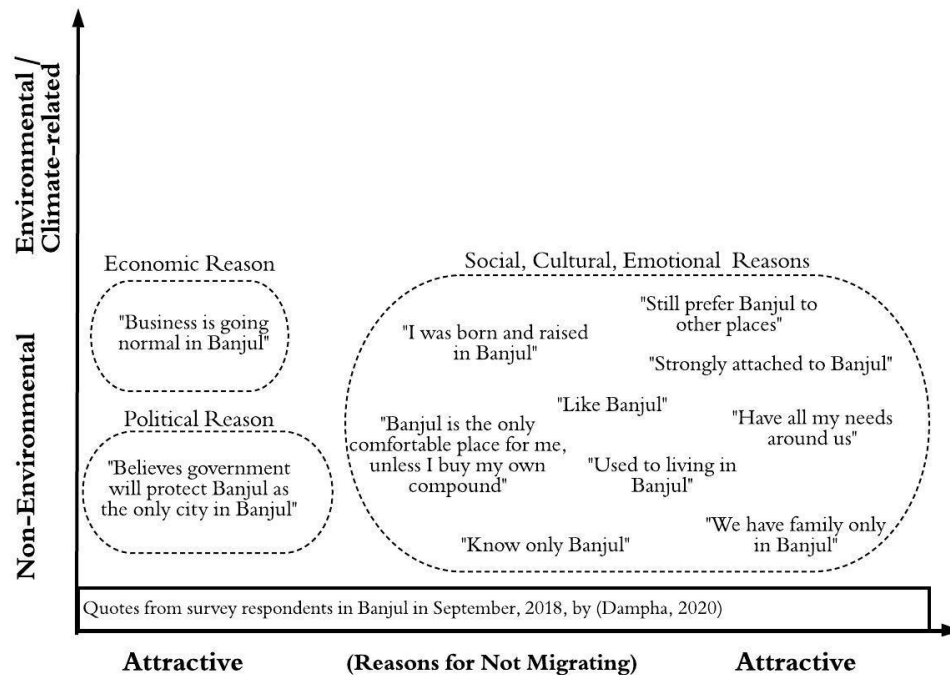 Environmental /
Climate-related
Non-Environmental
Economic Reason
"Business is going
normal in Banjul"
Political Reason
"Believes government
will protect Banjul as
the only city in Banjul"
Social, Cultural, Emotional Reasons
"I was born and raised
in Banjul"
"Still prefer Banjul to
other places"
"Strongly attached to Banjul"
"Like Banjul"
"Banjul is the only
comfortable place for me,
unless I buy my own
compound"
"Have all my needs
around us"
"Used to living in
Banjul"
"Know only Banjul"
"We have family only
in Banjul"
Quotes from survey respondents in Banjul in September, 2018, by (Dampha, 2020)
Attractive
(Reasons for Not Migrating)
Attractive